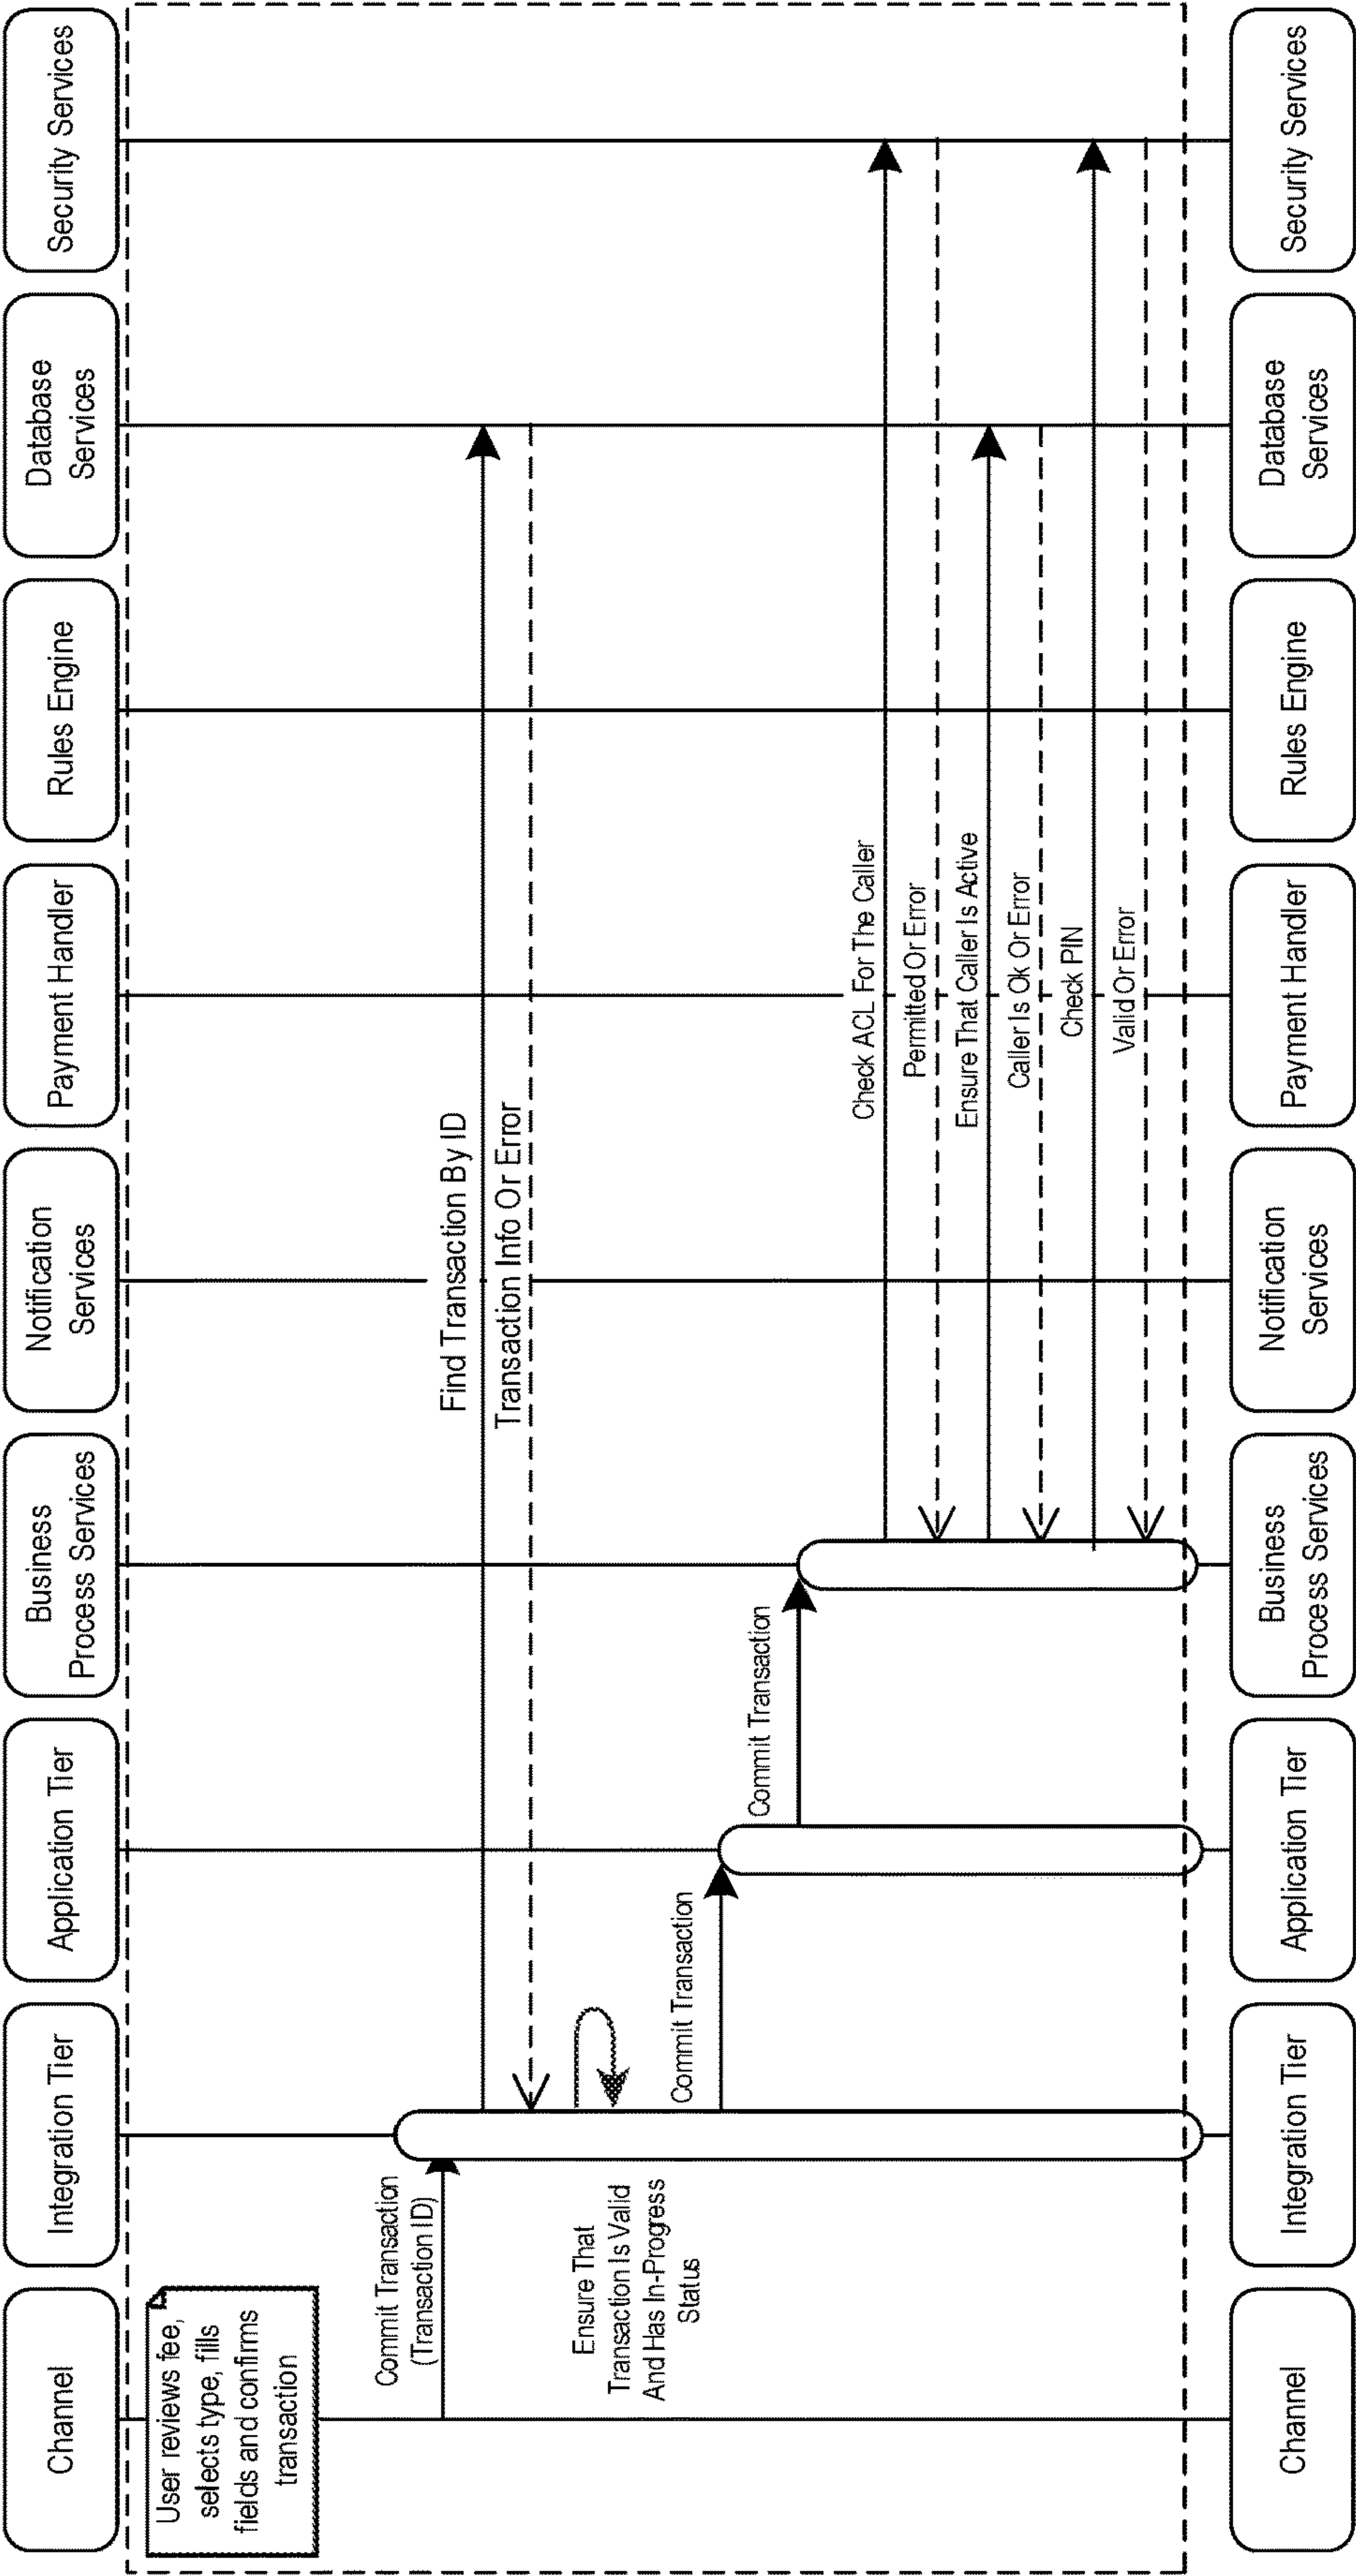 Channel
Integration Tier
Application Tier
Business
Process Services
Notification
Services
Payment Handler
Rules Engine
Database
Services
Security Services
User reviews fee,
selects type, fills
fields and confirms
transaction
Commit Transaction
(Transaction ID)
Find Transaction By ID
Transaction Info Or Error
Ensure That
Transaction Is Valid
And Has In-Progress
Status
Commit Transaction
Commit Transaction
Check ACL For The Caller
Permitted Or Error
Ensure That Caller Is Active
Caller Is Ok Or Error
Check PIN
Valid Or Error
Channel
Integration Tier
Application Tier
Business
Process Services
Notification
Services
Payment Handler
Rules Engine
Database
Services
Security Services